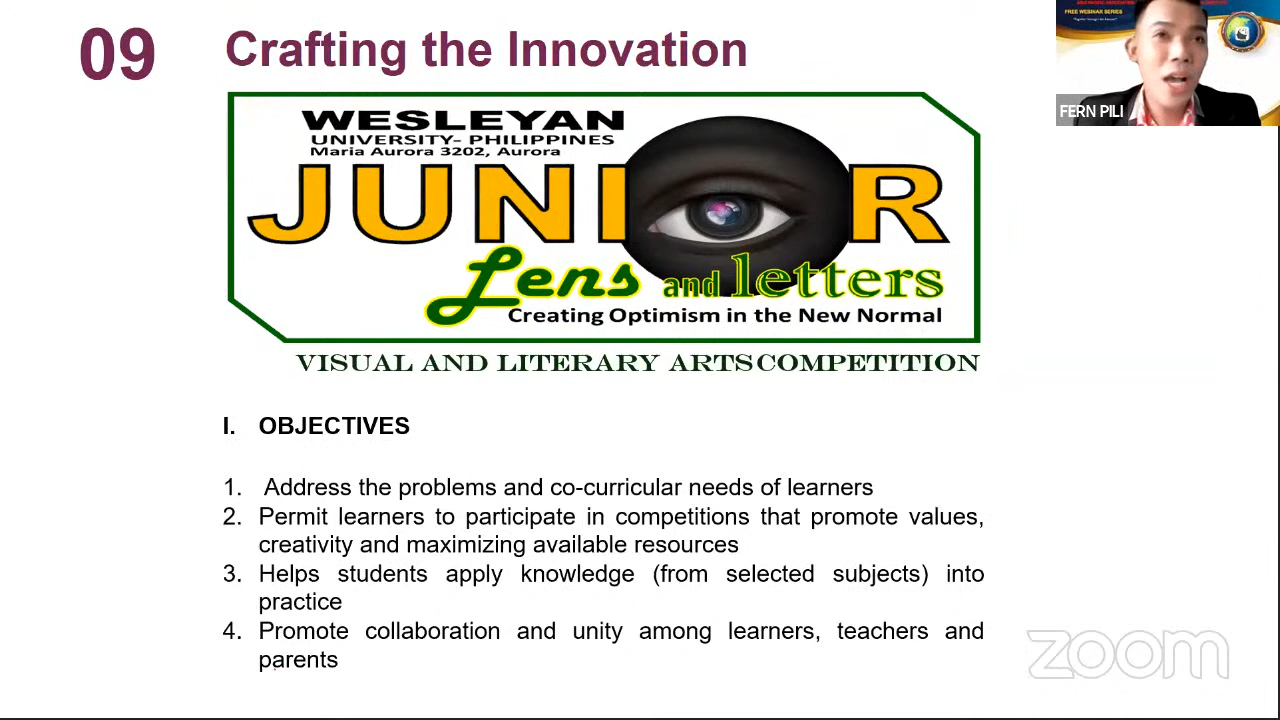 09
Crafting the Innovation
WESLEYAN
UNIVERSITY- PHILIPPINES
Maria Aurora 3202, Aurora
JUNI R
Lens and letters
Creating Optimism in the New Normal
VISUAL AND LITERARY ARTS COMPETITION
I. OBJECTIVES
1. Address the problems and co-curricular needs of learners
2. Permit learners to participate in competitions that promote values,
creativity and maximizing available resources
3. Helps students apply knowledge (from selected subjects) into
practice
4. Promote collaboration and unity among learners, teachers and
parents
FREE WEBINAR SERIES
FERN PILI
zoom